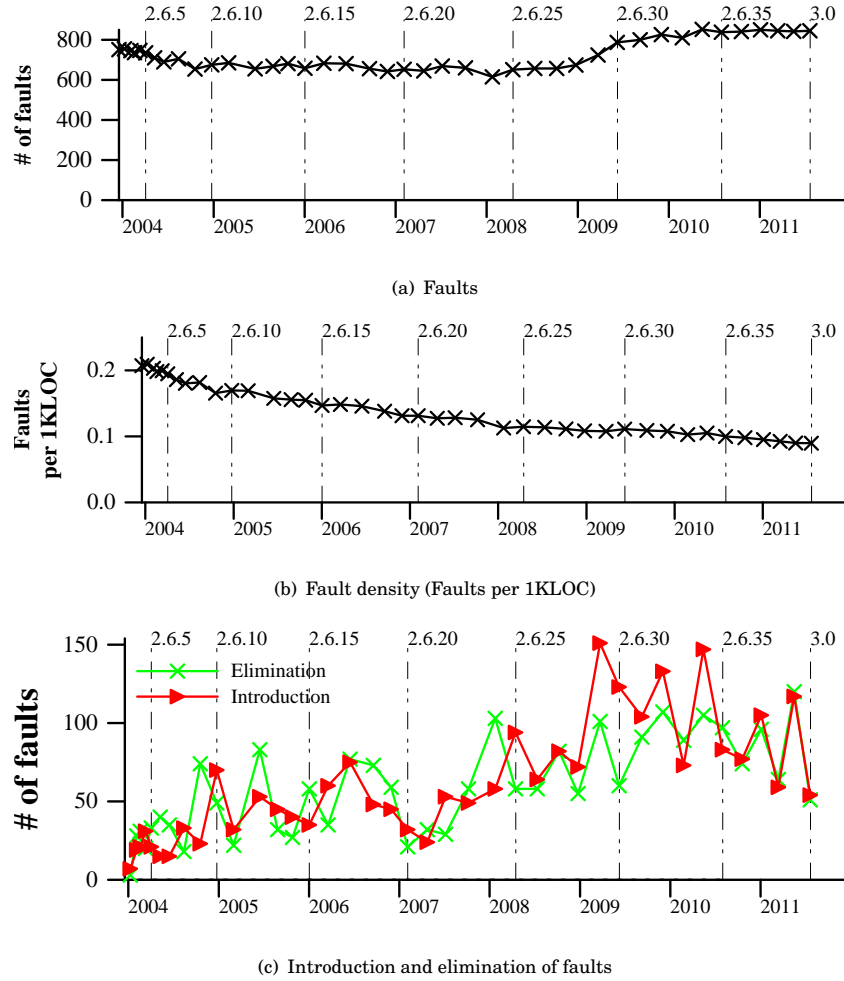 2.6.5 2.6.10 2.6.15 2.6.20 2.6.25 2.6.30 2.6.35 3.0
800
600
400
200
0
# of faults
2004 2005 2006 2007 2008 2009 2010 2011
(a) Faults
2.6.5 2.6.10 2.6.15 2.6.20 2.6.25 2.6.30 2.6.35 3.0
0.2
0.1
0.0
Faults
per 1KLOC
2004 2005 2006 2007 2008 2009 2010 2011
(b) Fault density (Faults per 1KLOC)
2.6.5 2.6.10 2.6.15 2.6.20 2.6.25 2.6.30 2.6.35 3.0
150
100
50
0
# of faults
Elimination
Introduction
2004 2005 2006 2007 2008 2009 2010 2011
(c) Introduction and elimination of faults